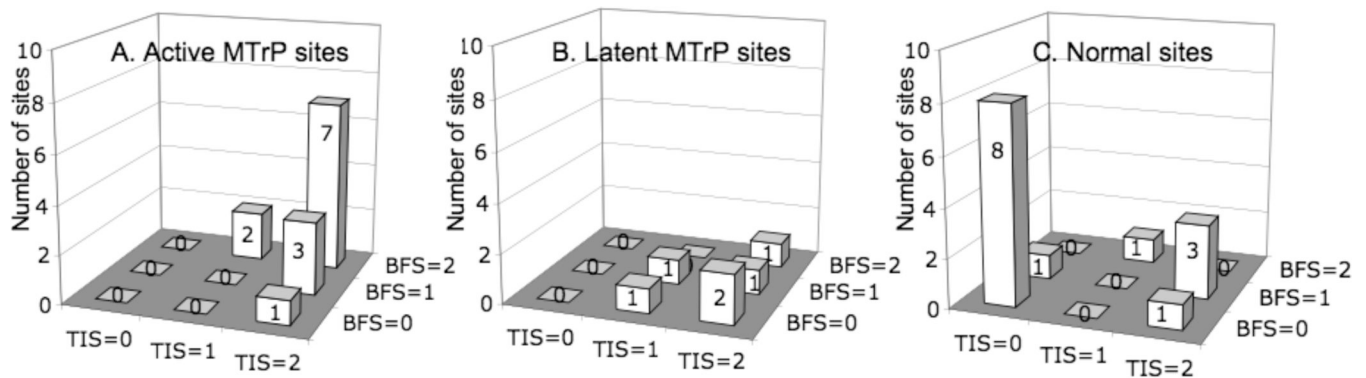 A. Active MTrP sites
Number of sites
10
8
6
4
2
0
7
2
3
0
0
0
0
0
1
TIS=0
TIS=1
TIS=2
BFS=2
BFS=1
BFS=0
B. Latent MTrP sites
Number of sites
10
8
6
4
2
0
0
1
0
1
1
0
1
2
TIS=0
TIS=1
TIS=2
BFS=2
BFS=1
BFS=0
C. Normal sites
Number of sites
10
8
6
4
2
0
8
0
1
0
1
0
3
0
1
TIS=0
TIS=1
TIS=2
BFS=2
BFS=1
BFS=0